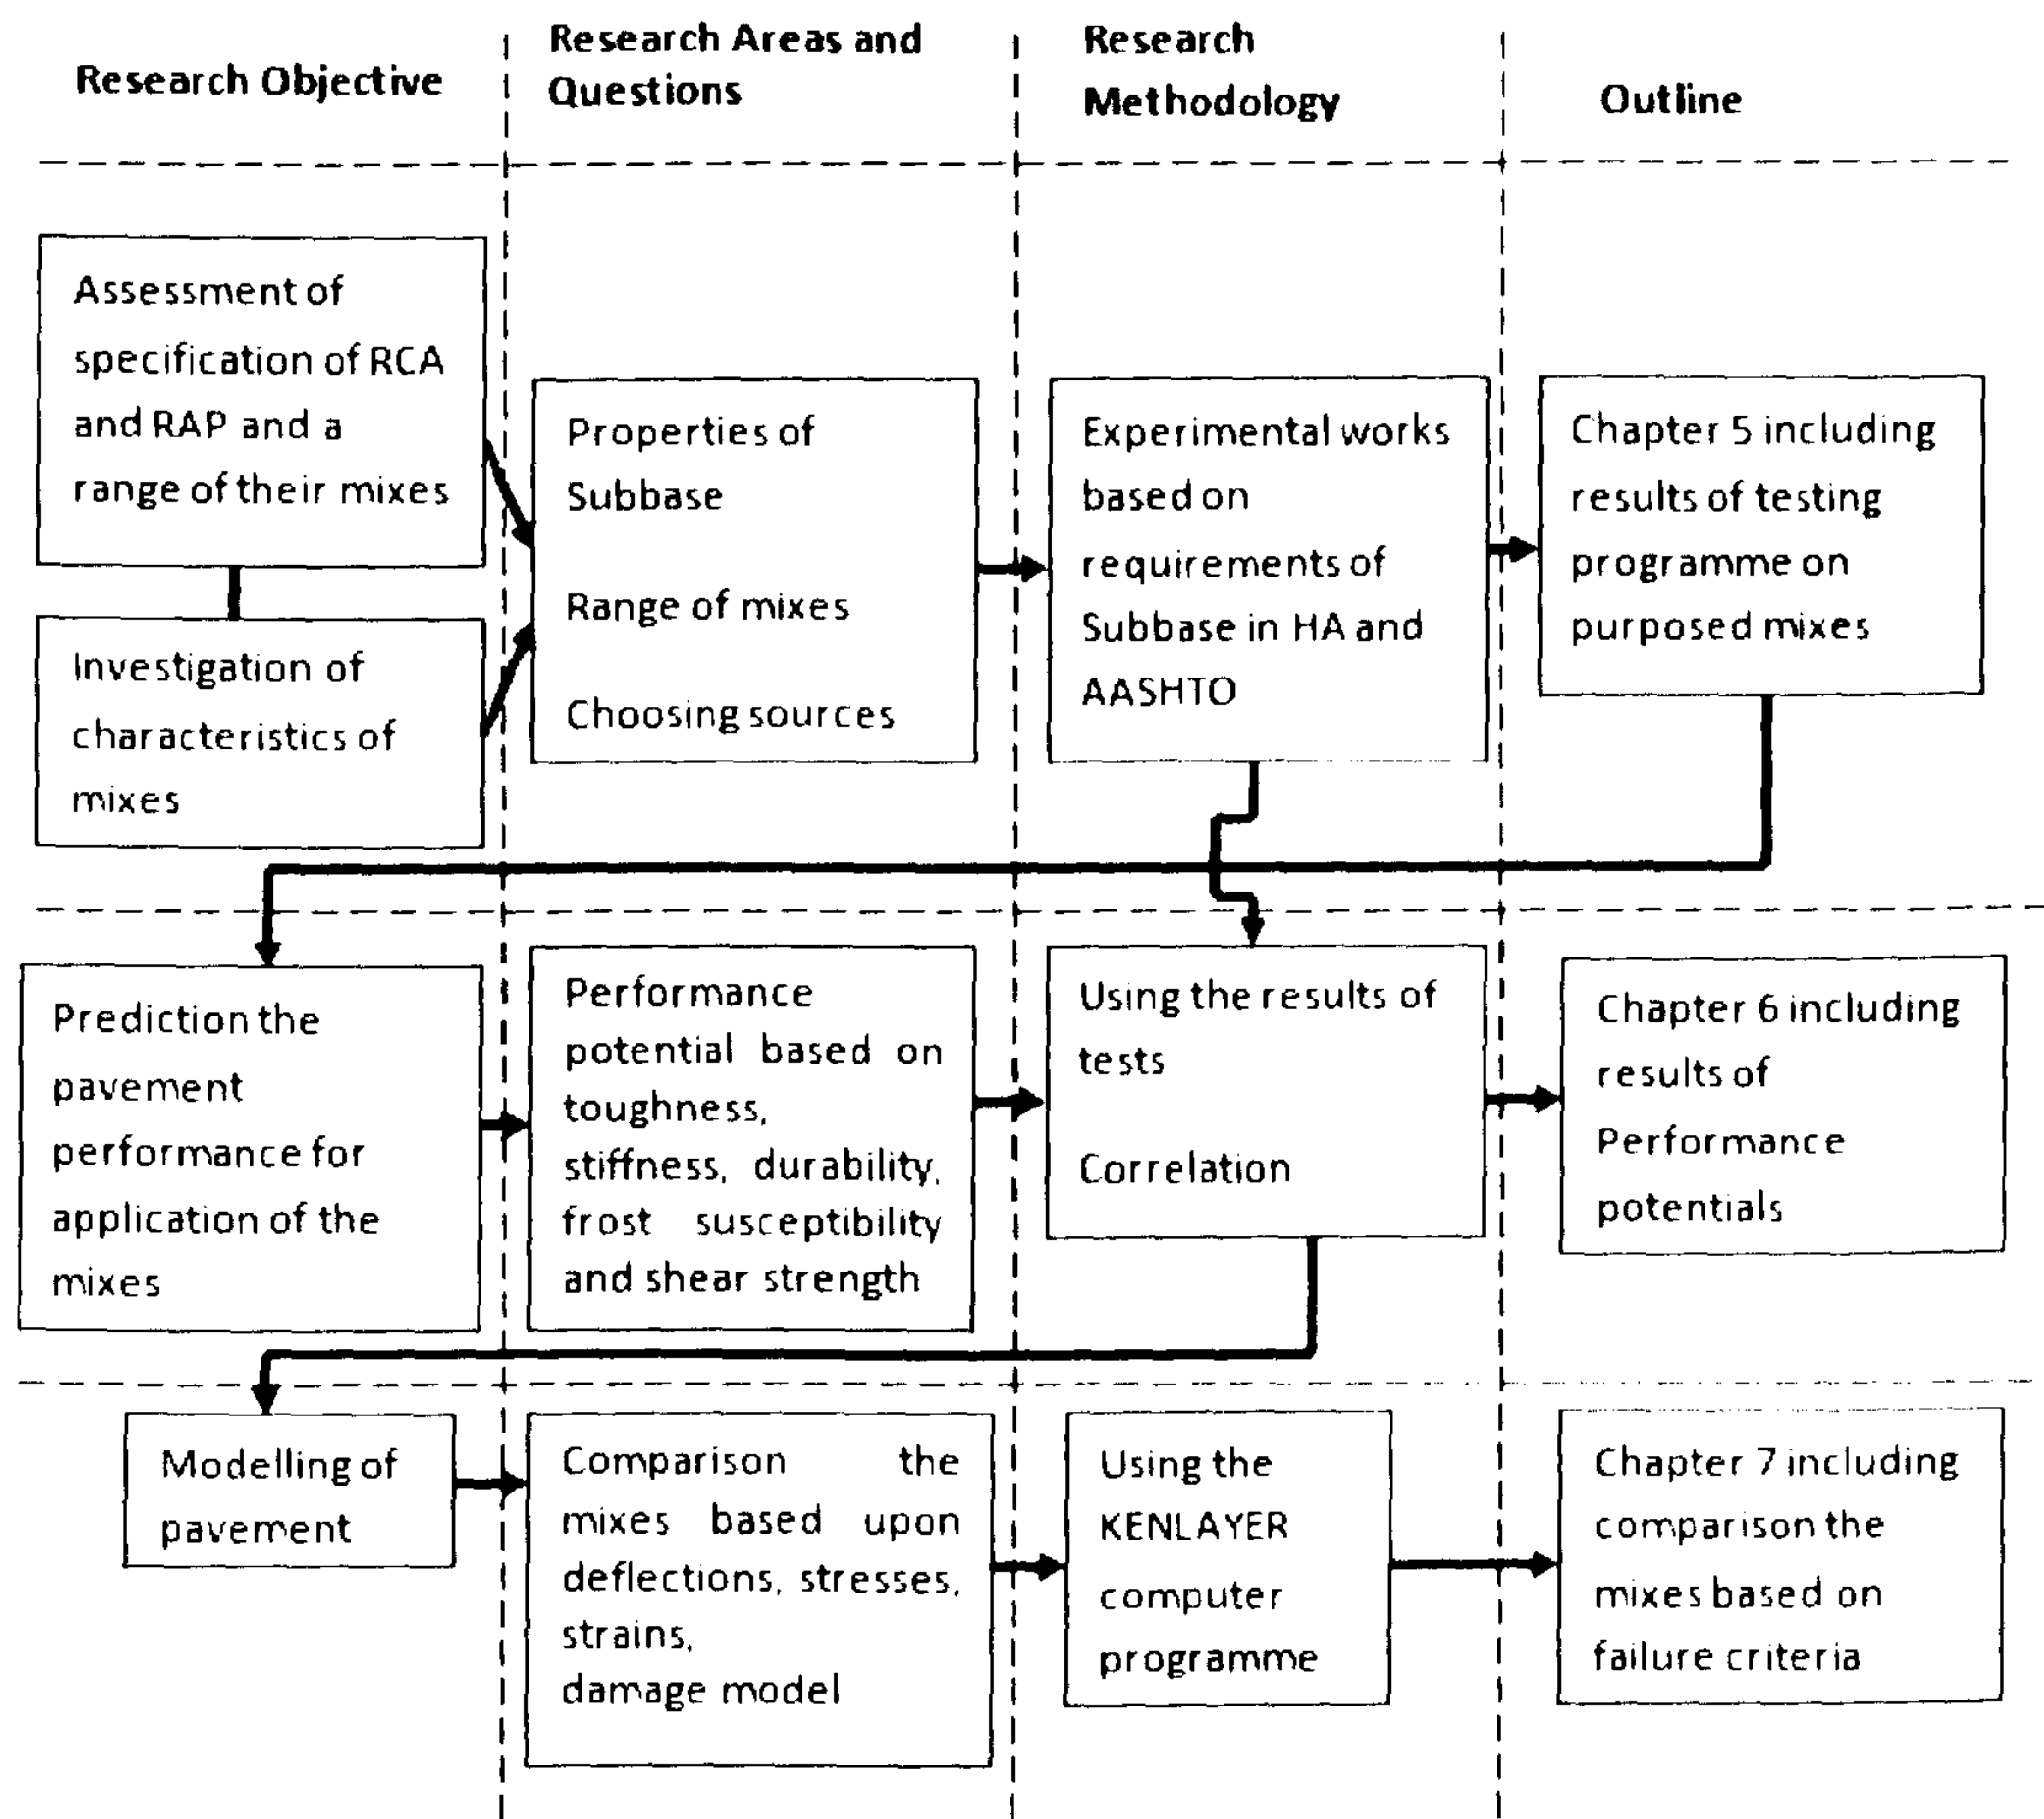 Research Objective
Research Areas and
Questions
Research
Methodology
Outline
Assessment of
specification of RCA
and RAP and a
range of their mixes
Investigation of
characteristics of
mixes
Properties of
Subbase
Range of mixes
Choosing sources
Experimental works
based on
requirements of
Subbase in HA and
AASHTO
Chapter 5 including
results of testing
programme on
purposed mixes
Prediction the
pavement
performance for
application of the
mixes
Performance
potential based on
toughness,
stiffness, durability,
frost susceptibility
and shear strength
Using the results of
tests
Correlation
Chapter 6 including
results of
Performance
potentials
Modelling of
pavement
Comparison the
mixes based upon
deflections, stresses,
strains,
damage model
Using the
KENLAYER
computer
programme
Chapter 7 including
comparison the
mixes based on
failure criteria